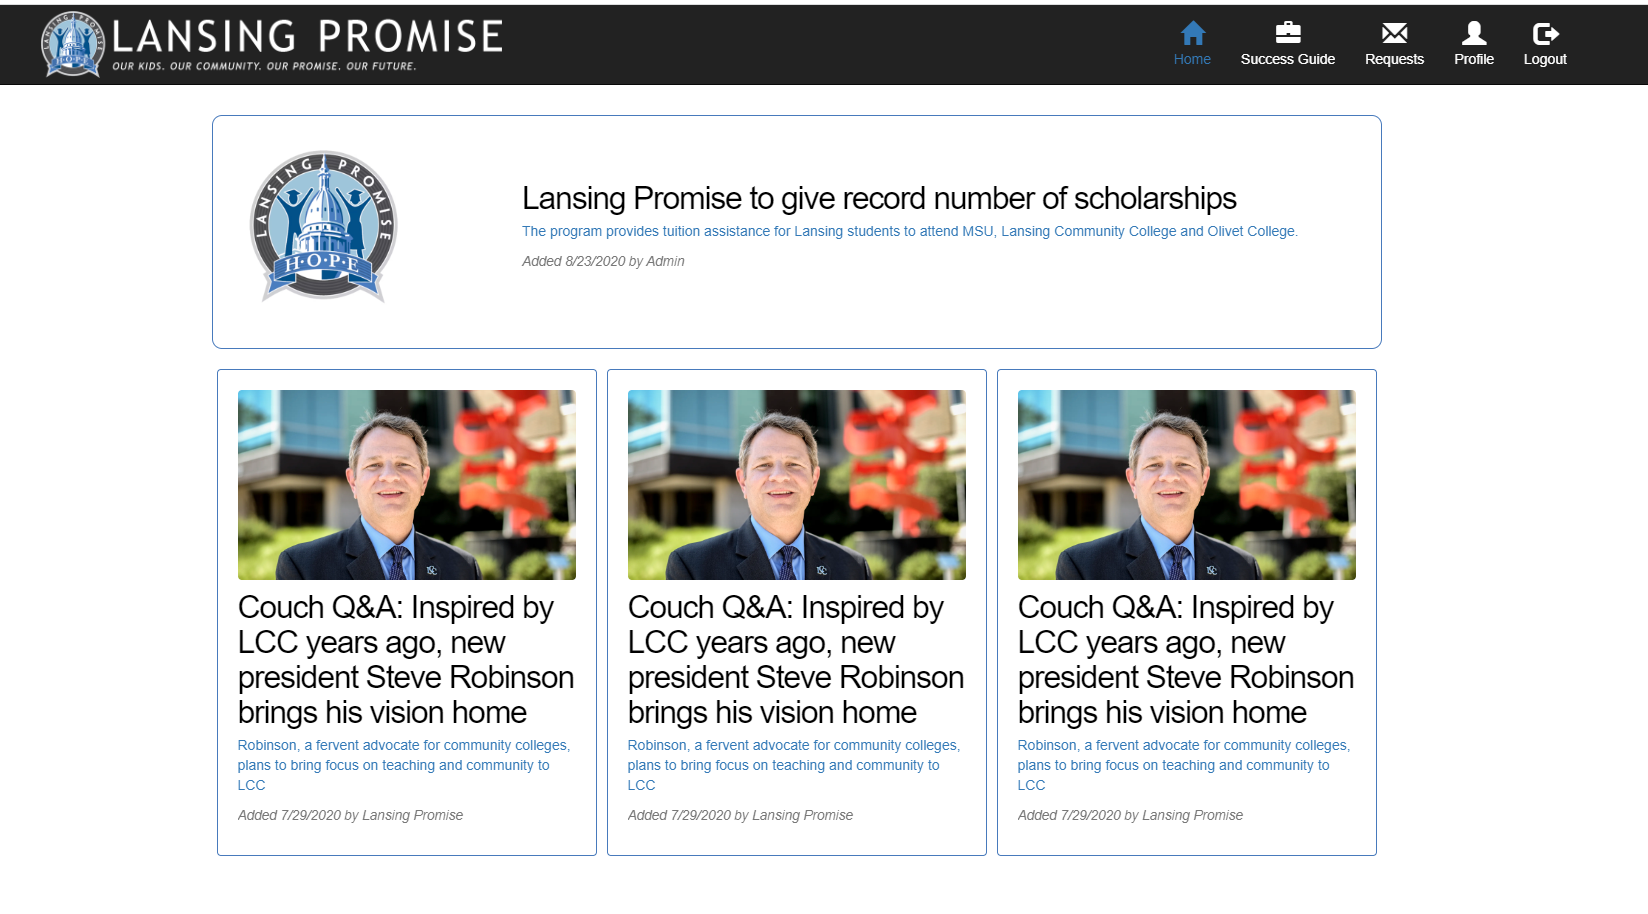 LANSING PROMISE
LANSING PROMISE
HOPE
OUR KIDS. OUR COMMUNITY. OUR PROMISE. OUR FUTURE.
Home
Success Guide
Requests
Profile
Logout
LANSING PROMISE
H·O·P·E
Lansing Promise to give record number of scholarships
The program provides tuition assistance for Lansing students to attend MSU, Lansing Community College and Olivet College.
Added 8/23/2020 by Admin
Couch Q&A: Inspired by
LCC years ago, new
president Steve Robinson
brings his vision home
Robinson, a fervent advocate for community colleges,
plans to bring focus on teaching and community to
LCC
Added 7/29/2020 by Lansing Promise
Couch Q&A: Inspired by
LCC years ago, new
president Steve Robinson
brings his vision home
Robinson, a fervent advocate for community colleges,
plans to bring focus on teaching and community to
LCC
Added 7/29/2020 by Lansing Promise
Couch Q&A: Inspired by
LCC years ago, new
president Steve Robinson
brings his vision home
Robinson, a fervent advocate for community colleges,
plans to bring focus on teaching and community to
LCC
Added 7/29/2020 by Lansing Promise